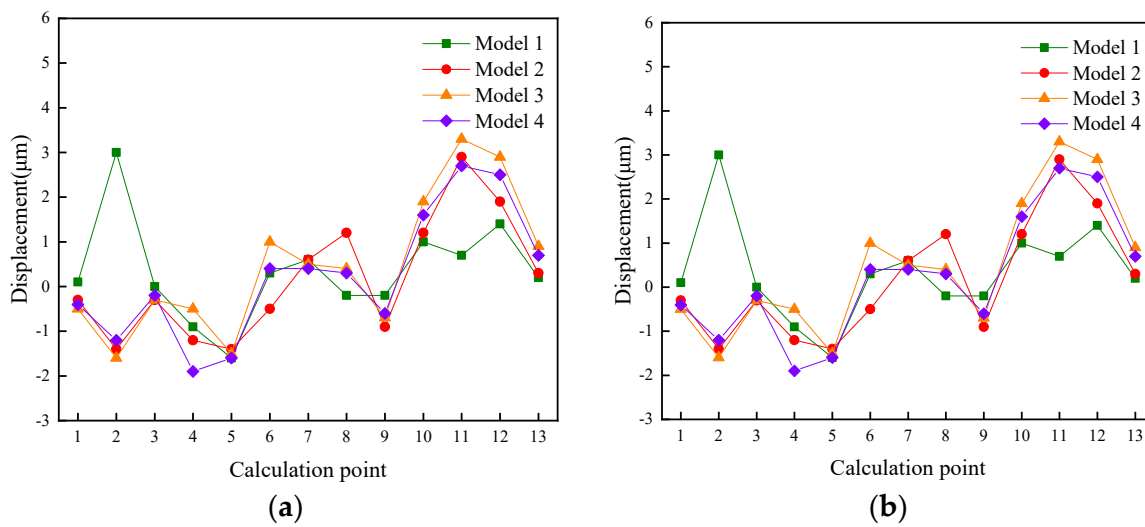 6
5
4
3
2
1
0
-1
-2
-3
Displacement(μm)
Model 1
Model 2
Model 3
Model 4
1 2 3 4 5 6 7 8 9 10 11 12 13
Calculation point
(a)
6
5
4
3
2
1
0
-1
-2
-3
Displacement(μm)
Model 1
Model 2
Model 3
Model 4
1 2 3 4 5 6 7 8 9 10 11 12 13
Calculation point
(b)